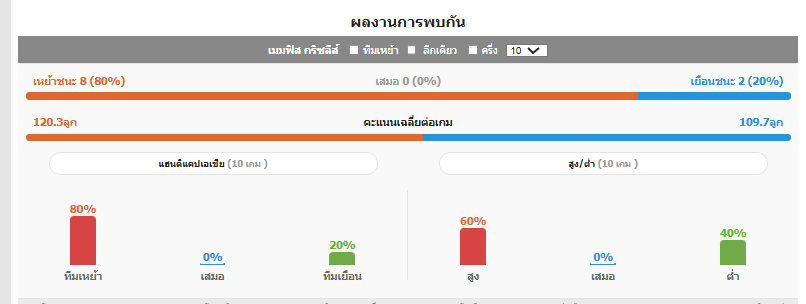 ผลงานการพบกัน
เมมฟิส กริซลีส์ ทีมเหย้า ลีกเดียว ครึ่ง 10
เหย้าชนะ 8 (80%) เสมอ 0 (0%) เยือนชนะ 2 (20%)
120.3ลูก คะแนนเฉลี่ยต่อเกม 109.7ลูก
แฮนดิแคปเอเชีย (10 เกม ) สูง/ต่ำ (10 เกม )
80% 0% 20% 60% 0% 40%
ทีมเหย้า เสมอ ทีมเยือน สูง เสมอ ต่ำ